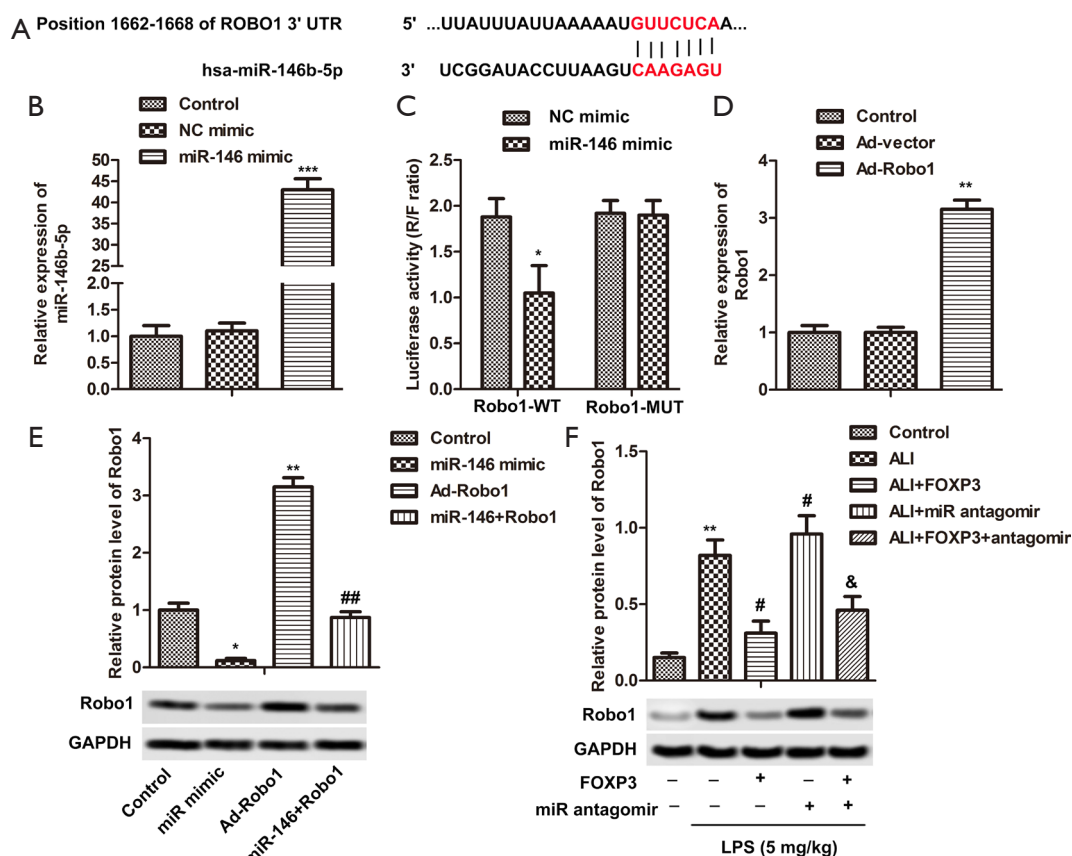 A Position 1662-1668 of ROBO1 3' UTR 5' ...UUAUUUAUUAAAAAUGUUCUCAA...
hsa-miR-146b-5p 3' UCGGAUACCUUAAGUCAAGAGU
B
Control
NC mimic
miR-146 mimic
Relative expression of
miR-146b-5p
45
40
35
30
25
2.0
1.5
1.0
0.5
0.0
***
C
NC mimic
miR-146 mimic
Luciferase activity (R/F ratio)
2.5
2.0
1.5
1.0
0.5
0.0
*
Robo1-WT Robo1-MUT
D
Control
Ad-vector
Ad-Robo1
Relative expression of
Robo1
4
3
2
1
0
**
E
Control
miR-146 mimic
Ad-Robo1
miR-146+Robo1
Relative protein level of Robo1
4
3
2
1
0
*
**
##
Robo1
GAPDH
Control
miR mimic
Ad-Robo1
miR-146+Robo1
F
Control
ALI
ALI+FOXP3
ALI+miR antagomir
ALI+FOXP3+antagomir
Relative protein level of Robo1
1.5
1.0
0.5
0.0
**
#
#
&
Robo1
GAPDH
FOXP3 − − + − +
miR antagomir − − − + +
LPS (5 mg/kg)